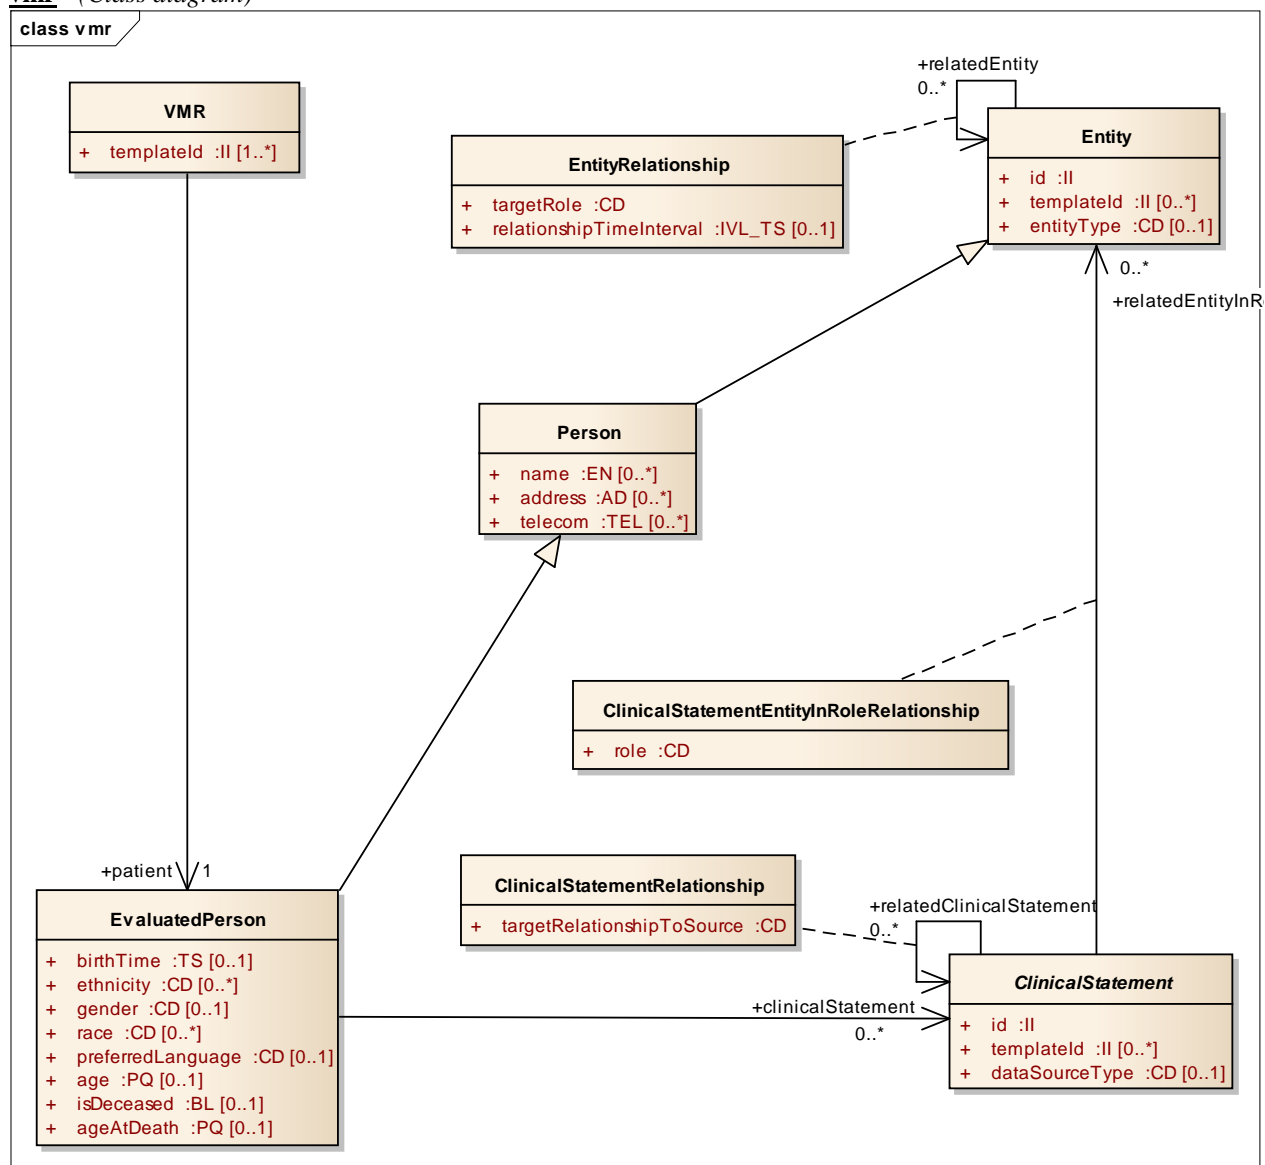 (Class diagram)
class vmr
+relatedEntity
0..*
VMR
+ templateId :II [1..*]
EntityRelationship
+ targetRole :CD
+ relationshipTimeInterval :IVL_TS [0..1]
Entity
+ id :II
+ templateId :II [0..*]
+ entityType :CD [0..1]
0..*
+relatedEntityInR
Person
+ name :EN [0..*]
+ address :AD [0..*]
+ telecom :TEL [0..*]
ClinicalStatementEntityInRoleRelationship
+ role :CD
+patient
1
ClinicalStatementRelationship
+ targetRelationshipToSource :CD
+relatedClinicalStatement
0..*
EvaluatedPerson
+ birthTime :TS [0..1]
+ ethnicity :CD [0..*]
+ gender :CD [0..1]
+ race :CD [0..*]
+ preferredLanguage :CD [0..1]
+ age :PQ [0..1]
+ isDeceased :BL [0..1]
+ ageAtDeath :PQ [0..1]
+clinicalStatement
0..*
ClinicalStatement
+ id :II
+ templateId :II [0..*]
+ dataSourceType :CD [0..1]